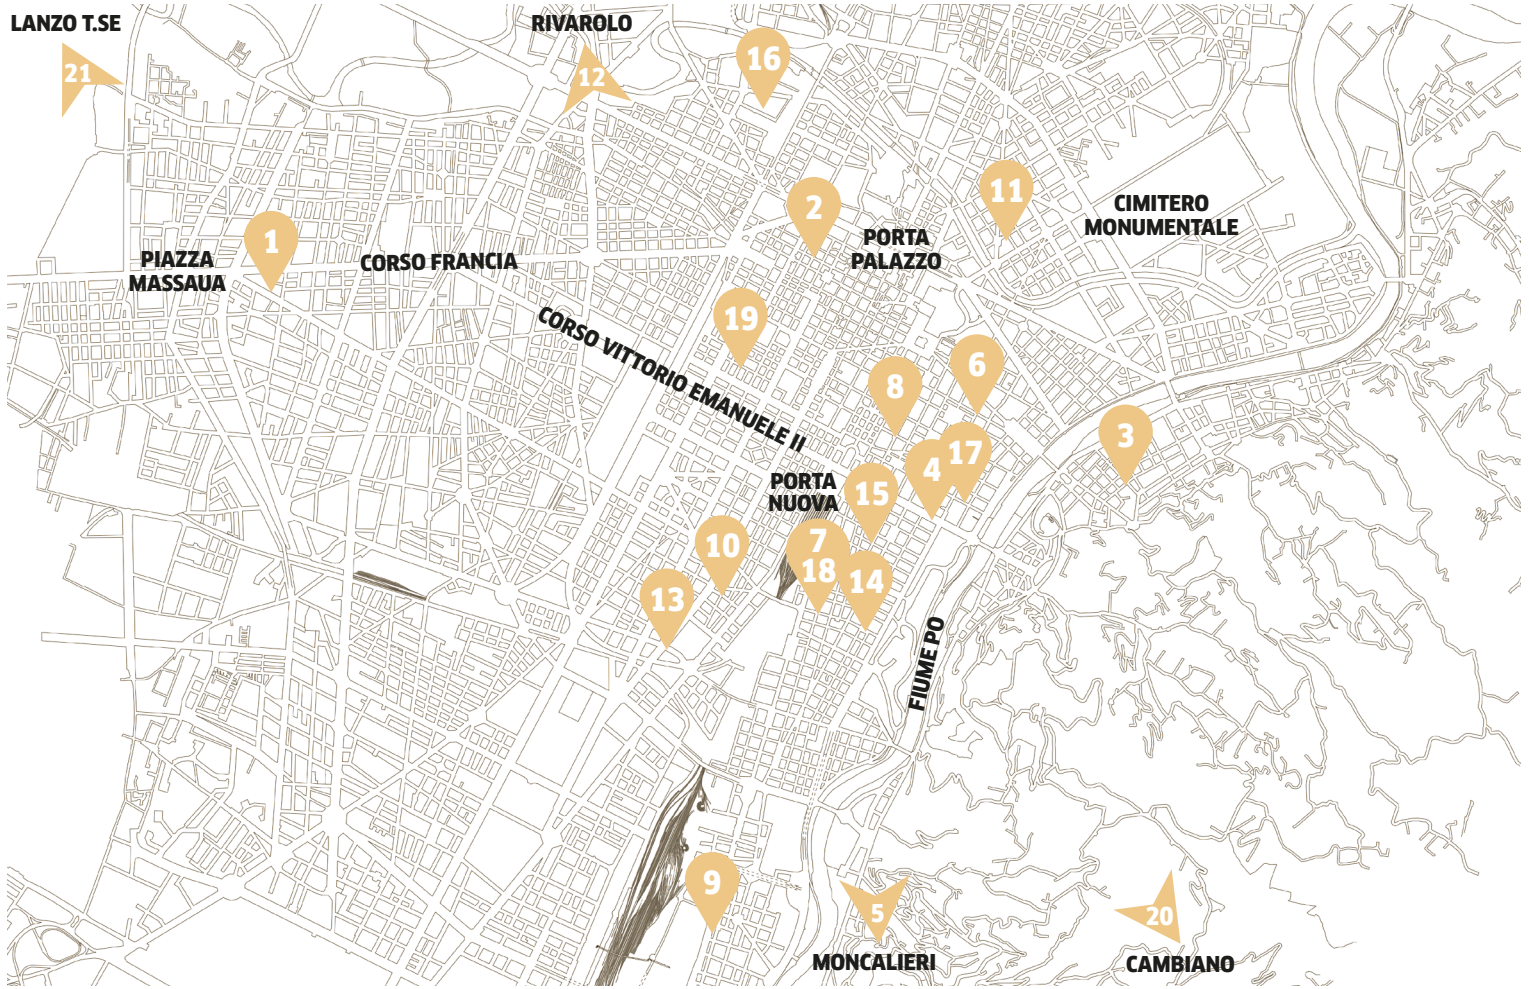 LANZO T.SE
21
RIVAROLO
12
16
11
2
CIMITERO
MONUMENTALE
PORTA
PALAZZO
1
PIAZZA
MASSAUA
CORSO FRANCIA
19
CORSO VITTORIO EMANUELE II
6
8
3
17
4
PORTA
NUOVA
15
7
18
10
14
13
FIUME PO
9
5
20
MONCALIERI
CAMBIANO